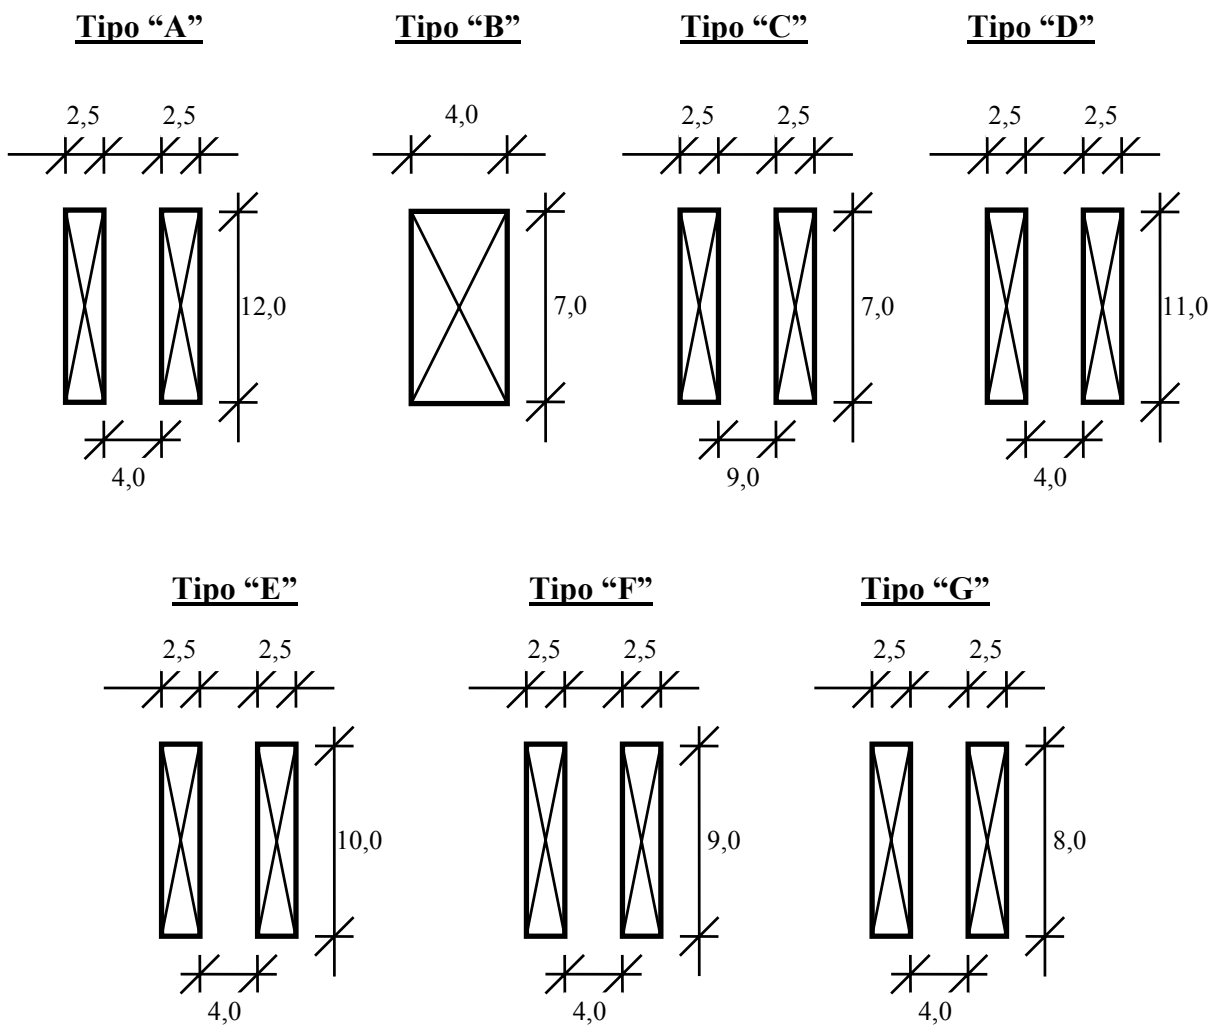 Tipo “A” Tipo “B” Tipo “C” Tipo “D”
2,5 2,5 4,0 2,5 2,5 2,5 2,5
12,0 7,0 7,0 11,0
4,0 9,0 4,0
Tipo “E” Tipo “F” Tipo “G”
2,5 2,5 2,5 2,5 2,5 2,5
10,0 9,0 8,0
4,0 4,0 4,0